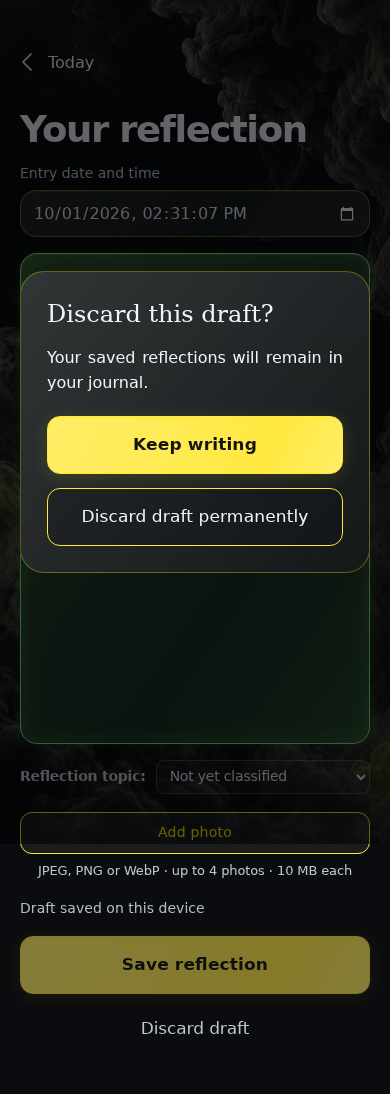 Today
Your reflection
Entry date and time
10/01/2026, 02:31:07 PM
Discard this draft?
Your saved reflections will remain in
your journal.
Keep writing
Discard draft permanently
Reflection topic: Not yet classified
Add photo
JPEG, PNG or WebP · up to 4 photos · 10 MB each
Draft saved on this device
Save reflection
Discard draft